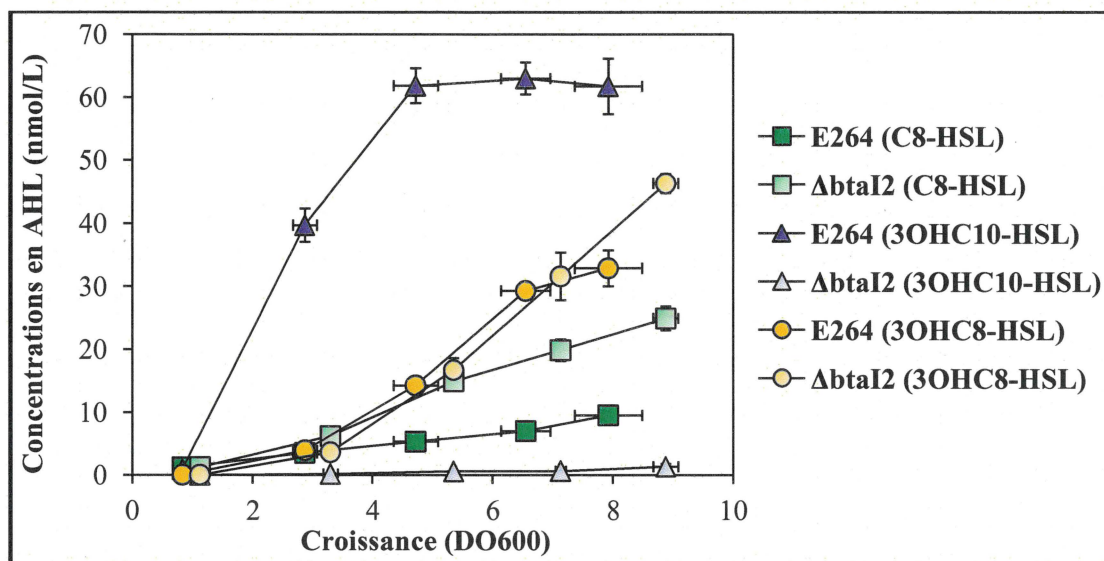 Concentrations en AHL (nmol/L)
70
60
50
40
30
20
10
0
0 2 4 6 8 10
Croissance (DO600)
E264 (C8-HSL)
ΔbtaI2 (C8-HSL)
E264 (3OHC10-HSL)
ΔbtaI2 (3OHC10-HSL)
E264 (3OHC8-HSL)
ΔbtaI2 (3OHC8-HSL)